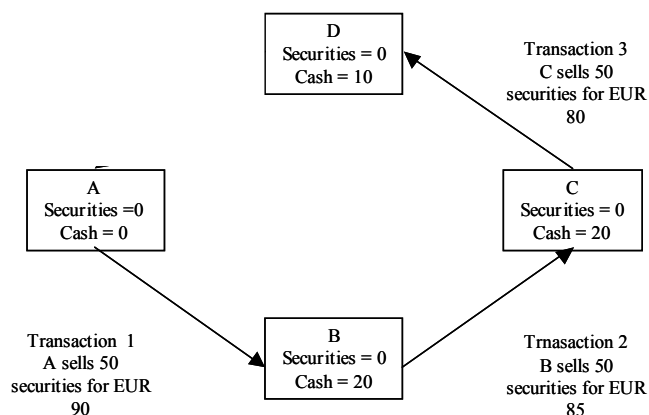 D
Securities = 0
Cash = 10
Transaction 3
C sells 50
securities for EUR
80
A
Securities =0
Cash = 0
C
Securities = 0
Cash = 20
B
Securities = 0
Cash = 20
Transaction 1
A sells 50
securities for EUR
90
Trnasaction 2
B sells 50
securities for EUR
85